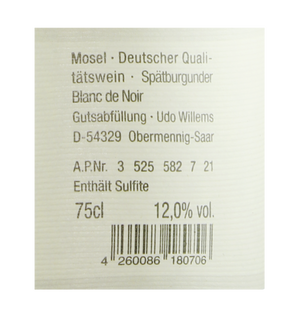 Mosel · Deutscher Quali-
tätswein · Spätburgunder
Blanc de Noir
Gutsabfüllung · Udo Willems
D-54329 Obermennig-Saar
A.P.Nr. 3 525 582 7 21
Enthält Sulfite
75cl 12,0% vol.
4 260086 180706